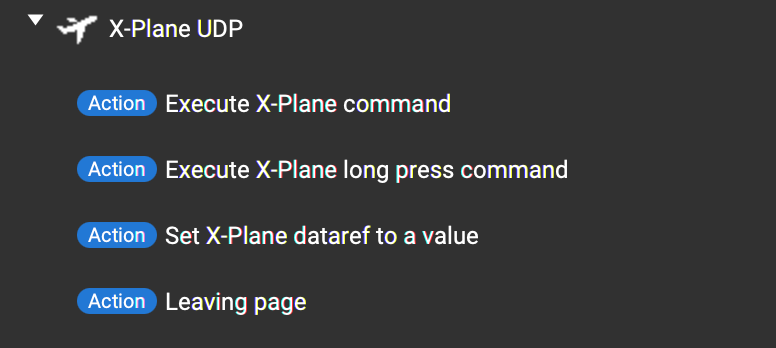 X-Plane UDP
Action Execute X-Plane command
Action Execute X-Plane long press command
Action Set X-Plane dataref to a value
Action Leaving page